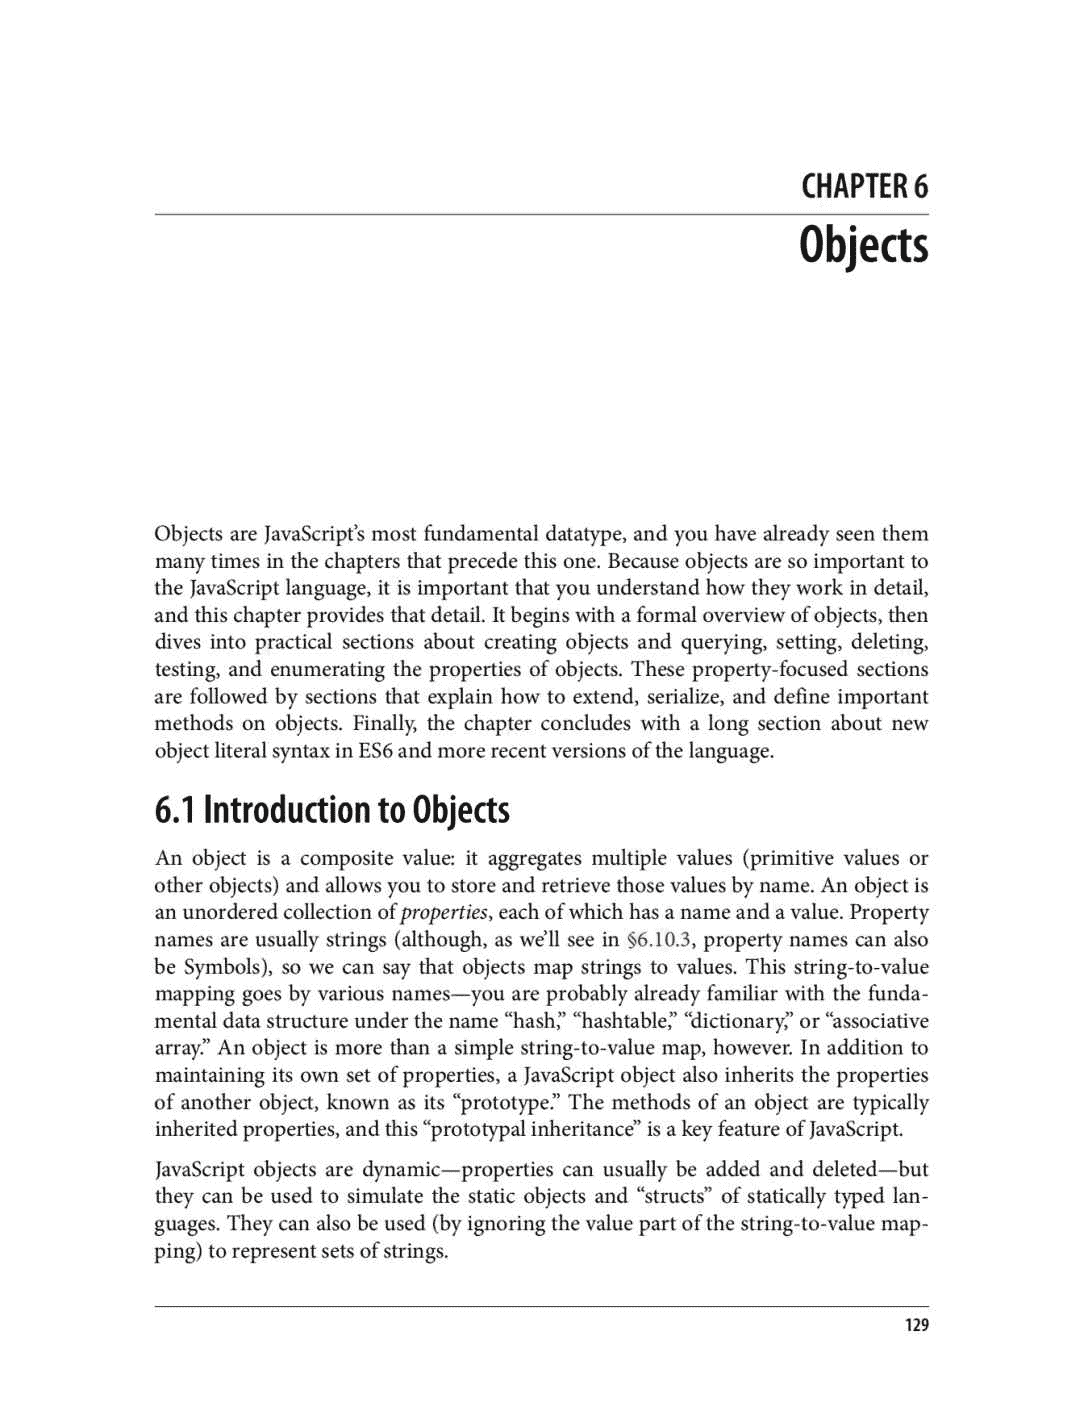 CHAPTER 6
Objects
Objects are JavaScript’s most fundamental datatype, and you have already seen them
many times in the chapters that precede this one. Because objects are so important to
the JavaScript language, it is important that you understand how they work in detail,
and this chapter provides that detail. It begins with a formal overview of objects, then
dives into practical sections about creating objects and querying, setting, deleting,
testing, and enumerating the properties of objects. These property-focused sections
are followed by sections that explain how to extend, serialize, and define important
methods on objects. Finally, the chapter concludes with a long section about new
object literal syntax in ES6 and more recent versions of the language.
6.1 Introduction to Objects
An object is a composite value: it aggregates multiple values (primitive values or
other objects) and allows you to store and retrieve those values by name. An object is
an unordered collection of properties, each of which has a name and a value. Property
names are usually strings (although, as we’ll see in §6.10.3, property names can also
be Symbols), so we can say that objects map strings to values. This string-to-value
mapping goes by various names—you are probably already familiar with the funda-
mental data structure under the name “hash,” “hashtable,” “dictionary,” or “associative
array.” An object is more than a simple string-to-value map, however. In addition to
maintaining its own set of properties, a JavaScript object also inherits the properties
of another object, known as its “prototype.” The methods of an object are typically
inherited properties, and this “prototypal inheritance” is a key feature of JavaScript.
JavaScript objects are dynamic—properties can usually be added and deleted—but
they can be used to simulate the static objects and “structs” of statically typed lan-
guages. They can also be used (by ignoring the value part of the string-to-value map-
ping) to represent sets of strings.
129